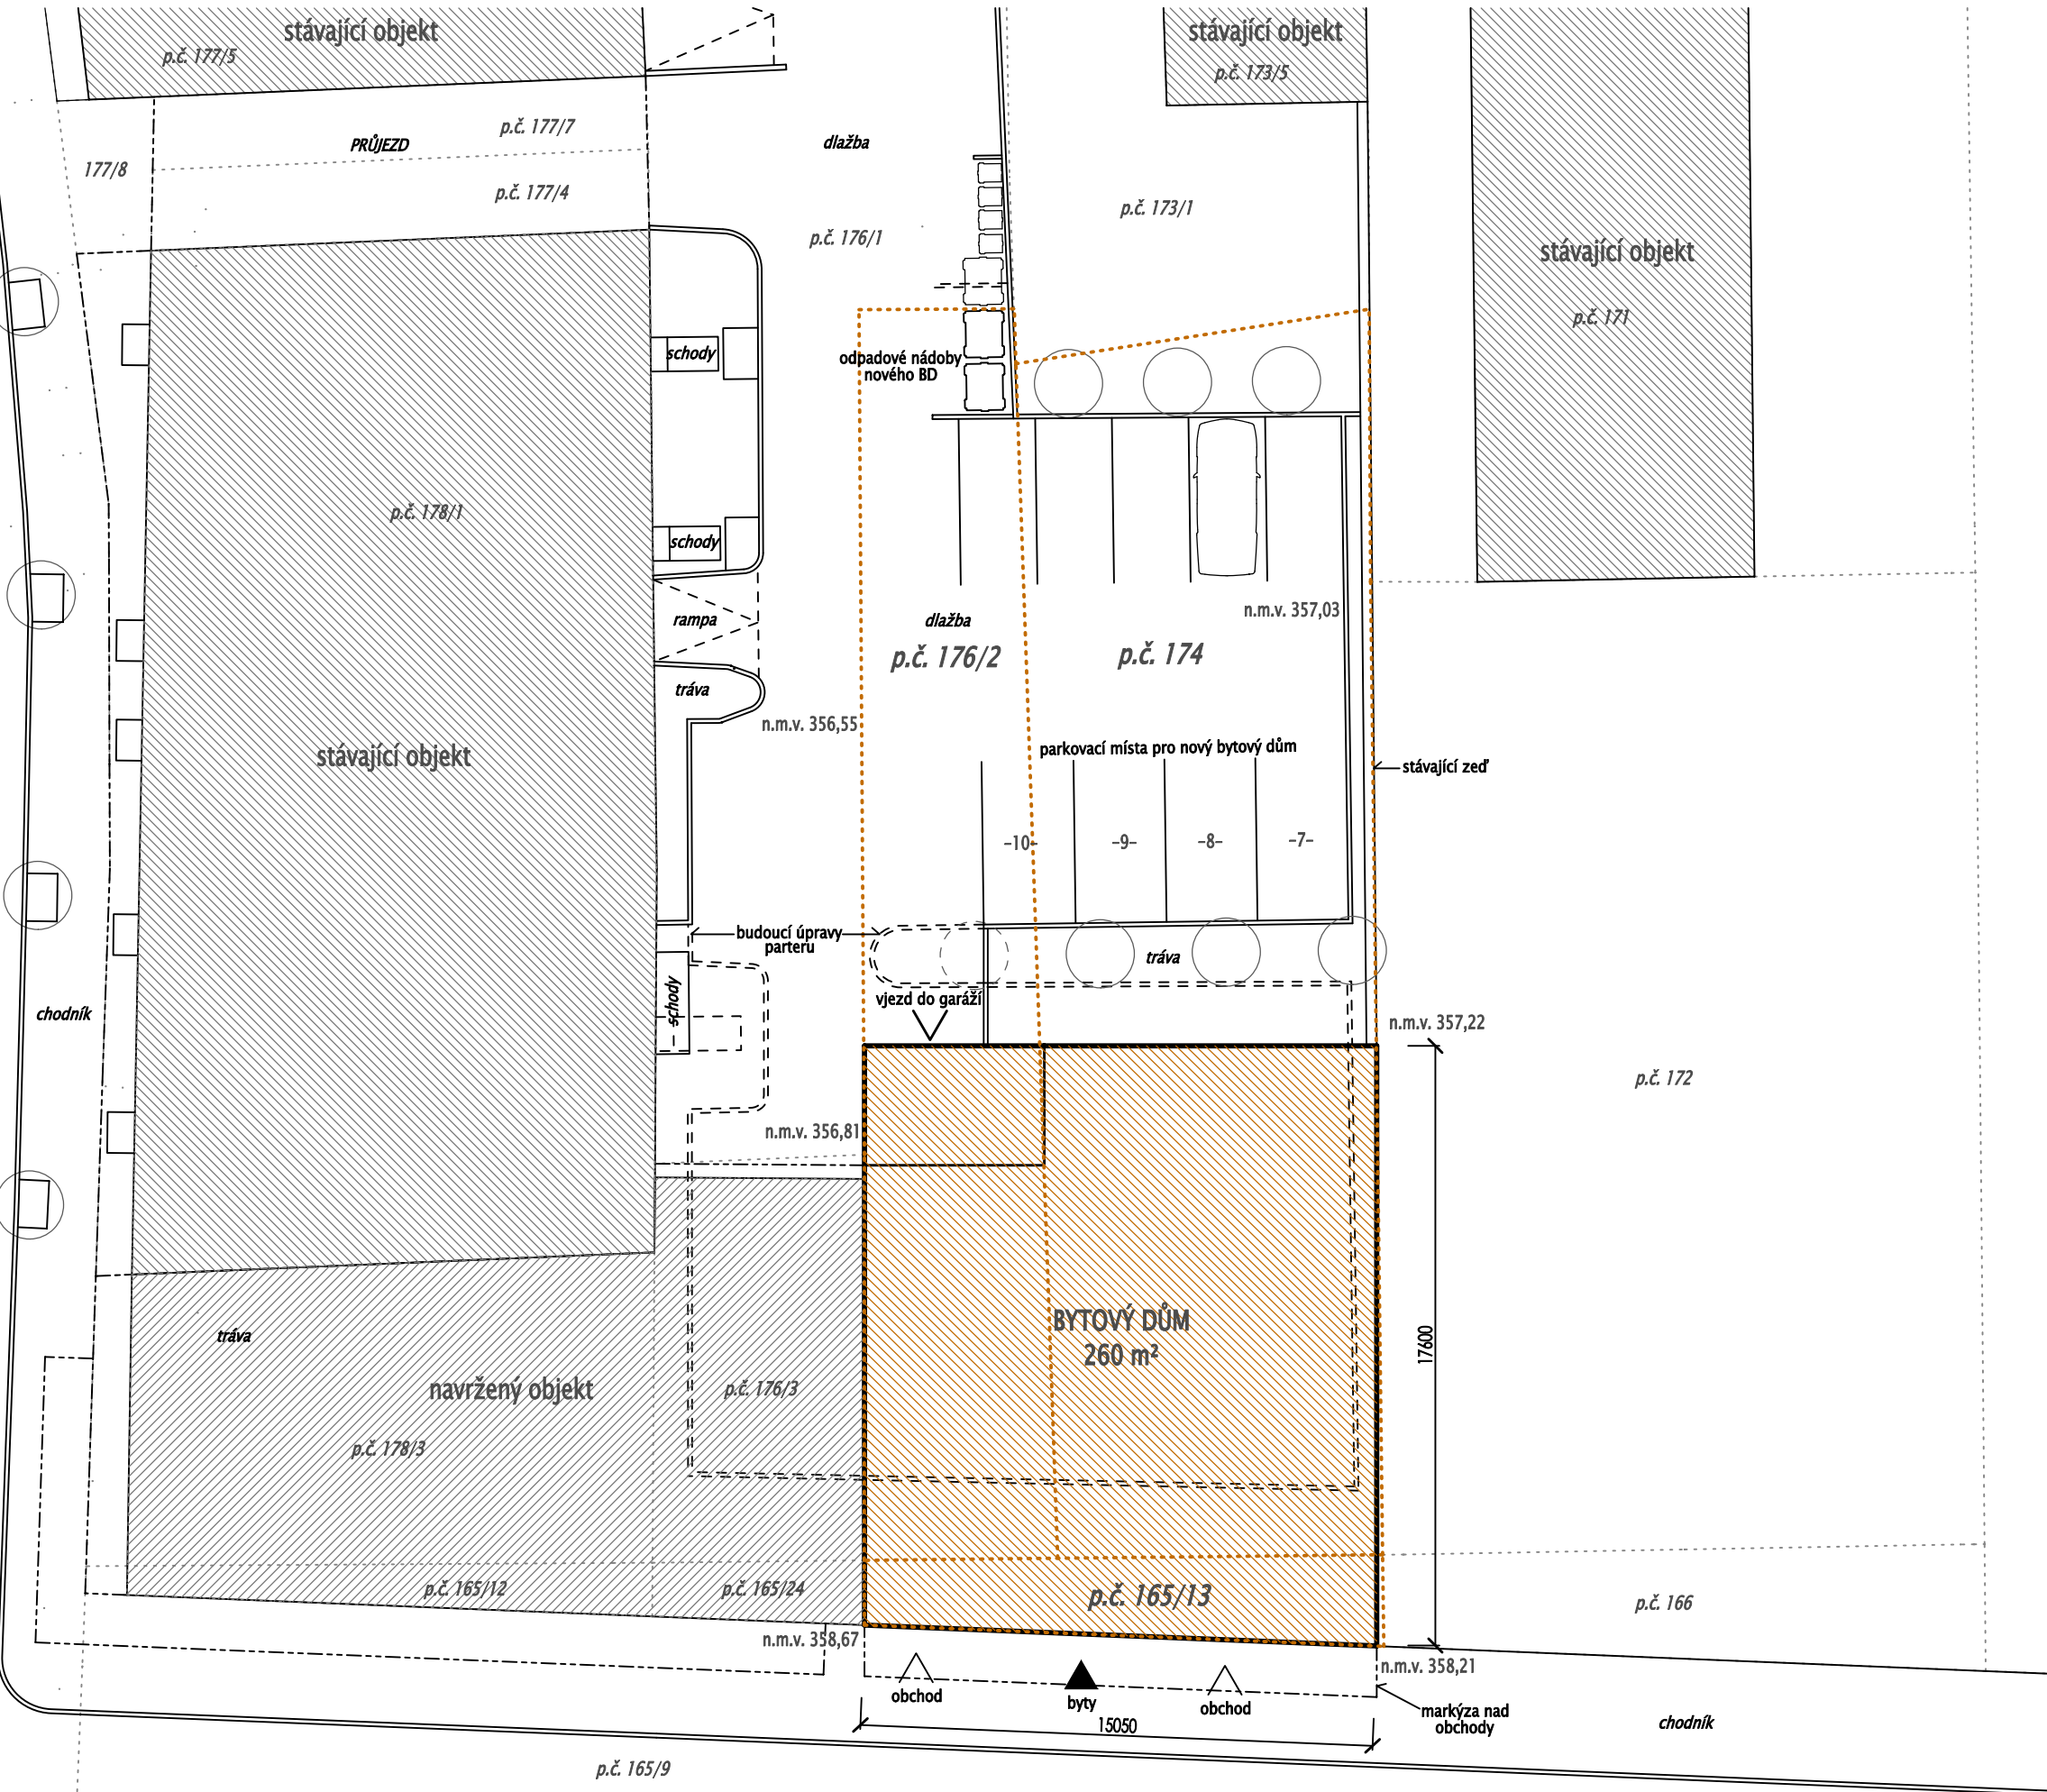 stávající objekt
p.č. 177/5
stávající objekt
p.č. 173/5
p.č. 177/7
PRŮJEZD
dlažba
177/8
p.č. 177/4
p.č. 173/1
p.č. 176/1
stávající objekt
p.č. 171
schody
odpadové nádoby
nového BD
p.č. 178/1
schody
n.m.v. 357,03
rampa
dlažba
p.č. 176/2
p.č. 174
tráva
n.m.v. 356,55
stávající objekt
parkovací místa pro nový bytový dům
stávající zeď
-10-
-9-
-8-
-7-
budoucí úpravy
parteru
tráva
schody
vjezd do garáží
chodník
n.m.v. 357,22
p.č. 172
n.m.v. 356,81
BYTOVÝ DŮM
260 m²
17600
tráva
navržený objekt
p.č. 176/3
p.č. 178/3
p.č. 165/12
p.č. 165/24
p.č. 165/13
p.č. 166
n.m.v. 358,67
n.m.v. 358,21
obchod
byty
obchod
markýza nad
obchody
15050
chodník
p.č. 165/9